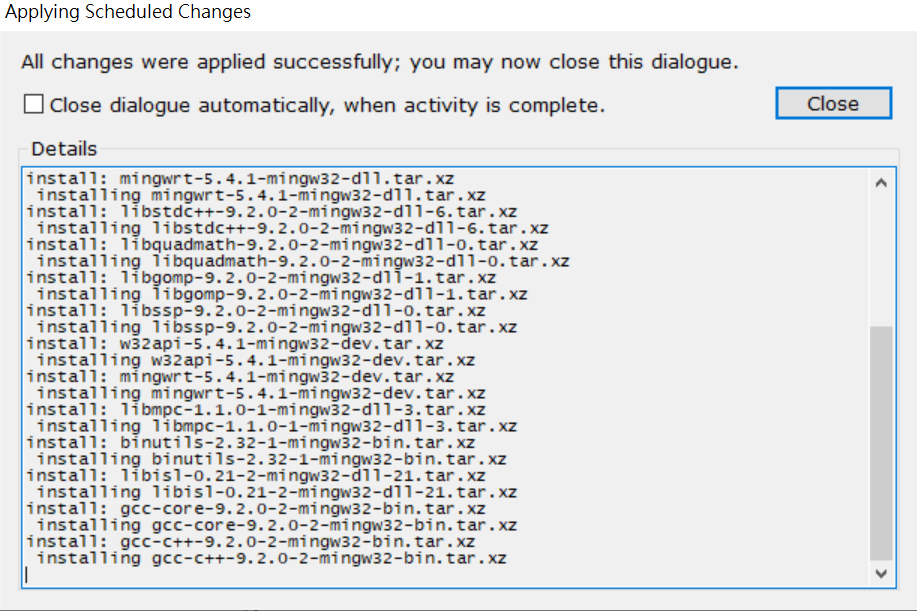 Applying Scheduled Changes
All changes were applied successfully; you may now close this dialogue.
Close dialogue automatically, when activity is complete.
Close
Details
install: mingwrt-5.4.1-mingw32-dll.tar.xz
installing mingwrt-5.4.1-mingw32-dll.tar.xz
install: libstdc++-9.2.0-2-mingw32-dll-6.tar.xz
installing libstdc++-9.2.0-2-mingw32-dll-6.tar.xz
install: libquadmath-9.2.0-2-mingw32-dll-0.tar.xz
installing libquadmath-9.2.0-2-mingw32-dll-0.tar.xz
install: libgomp-9.2.0-2-mingw32-dll-1.tar.xz
installing libgomp-9.2.0-2-mingw32-dll-1.tar.xz
install: libssp-9.2.0-2-mingw32-dll-0.tar.xz
installing libssp-9.2.0-2-mingw32-dll-0.tar.xz
install: w32api-5.4.1-mingw32-dev.tar.xz
installing w32api-5.4.1-mingw32-dev.tar.xz
install: mingwrt-5.4.1-mingw32-dev.tar.xz
installing mingwrt-5.4.1-mingw32-dev.tar.xz
install: libmpc-1.1.0-1-mingw32-dll-3.tar.xz
installing libmpc-1.1.0-1-mingw32-dll-3.tar.xz
install: binutils-2.32-1-mingw32-bin.tar.xz
installing binutils-2.32-1-mingw32-bin.tar.xz
install: libisl-0.21-2-mingw32-dll-21.tar.xz
installing libisl-0.21-2-mingw32-dll-21.tar.xz
install: gcc-core-9.2.0-2-mingw32-bin.tar.xz
installing gcc-core-9.2.0-2-mingw32-bin.tar.xz
install: gcc-c++-9.2.0-2-mingw32-bin.tar.xz
installing gcc-c++-9.2.0-2-mingw32-bin.tar.xz